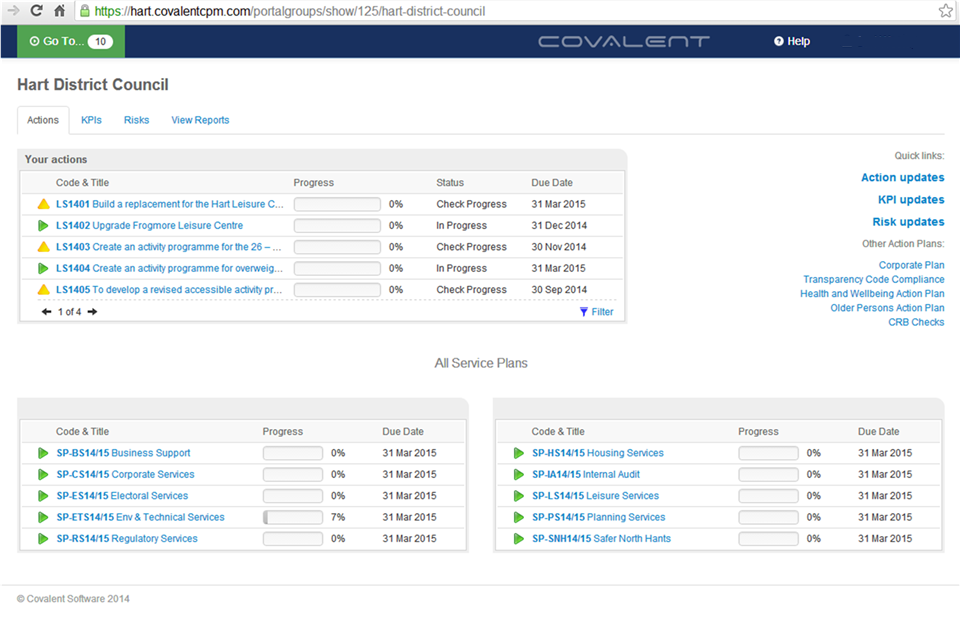 https://hart.covalentcpm.com/portalgroups/show/125/hart-district-council
Go To... 10
COVALENT
Help
Hart District Council
Actions KPIs Risks View Reports
Your actions
Code & Title Progress Status Due Date
LS1401 Build a replacement for the Hart Leisure C... 0% Check Progress 31 Mar 2015
LS1402 Upgrade Frogmore Leisure Centre 0% In Progress 31 Dec 2014
LS1403 Create an activity programme for the 26 – ... 0% Check Progress 30 Nov 2014
LS1404 Create an activity programme for overweig... 0% In Progress 31 Mar 2015
LS1405 To develop a revised accessible activity pr... 0% Check Progress 30 Sep 2014
1 of 4
Filter
Quick links:
Action updates
KPI updates
Risk updates
Other Action Plans:
Corporate Plan
Transparency Code Compliance
Health and Wellbeing Action Plan
Older Persons Action Plan
CRB Checks
All Service Plans
Code & Title Progress Due Date
SP-BS14/15 Business Support 0% 31 Mar 2015
SP-CS14/15 Corporate Services 0% 31 Mar 2015
SP-ES14/15 Electoral Services 0% 31 Mar 2015
SP-ETS14/15 Env & Technical Services 7% 31 Mar 2015
SP-RS14/15 Regulatory Services 0% 31 Mar 2015
Code & Title Progress Due Date
SP-HS14/15 Housing Services 0% 31 Mar 2015
SP-IA14/15 Internal Audit 0% 31 Mar 2015
SP-LS14/15 Leisure Services 0% 31 Mar 2015
SP-PS14/15 Planning Services 0% 31 Mar 2015
SP-SNH14/15 Safer North Hants 0% 31 Mar 2015
© Covalent Software 2014